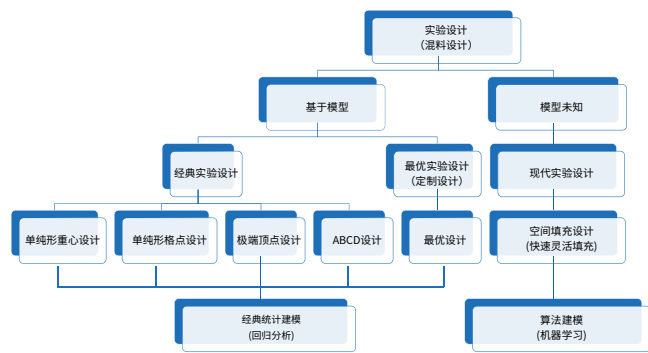 实验设计
（混料设计）
基于模型
模型未知
经典实验设计
最优实验设计
（定制设计）
现代实验设计
单纯形重心设计
单纯形格点设计
极端顶点设计
ABCD设计
最优设计
空间填充设计
(快速灵活填充)
经典统计建模
(回归分析)
算法建模
(机器学习)